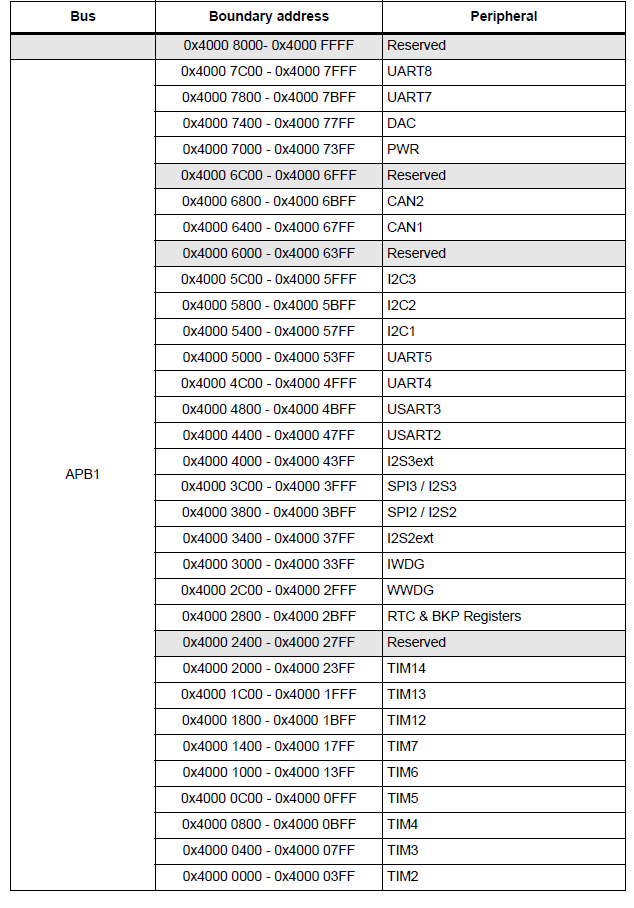 Bus Boundary address Peripheral
0x4000 8000- 0x4000 FFFF Reserved
0x4000 7C00 - 0x4000 7FFF UART8
0x4000 7800 - 0x4000 7BFF UART7
0x4000 7400 - 0x4000 77FF DAC
0x4000 7000 - 0x4000 73FF PWR
0x4000 6C00 - 0x4000 6FFF Reserved
0x4000 6800 - 0x4000 6BFF CAN2
0x4000 6400 - 0x4000 67FF CAN1
0x4000 6000 - 0x4000 63FF Reserved
0x4000 5C00 - 0x4000 5FFF I2C3
0x4000 5800 - 0x4000 5BFF I2C2
0x4000 5400 - 0x4000 57FF I2C1
0x4000 5000 - 0x4000 53FF UART5
0x4000 4C00 - 0x4000 4FFF UART4
0x4000 4800 - 0x4000 4BFF USART3
0x4000 4400 - 0x4000 47FF USART2
0x4000 4000 - 0x4000 43FF I2S3ext
APB1
0x4000 3C00 - 0x4000 3FFF SPI3 / I2S3
0x4000 3800 - 0x4000 3BFF SPI2 / I2S2
0x4000 3400 - 0x4000 37FF I2S2ext
0x4000 3000 - 0x4000 33FF IWDG
0x4000 2C00 - 0x4000 2FFF WWDG
0x4000 2800 - 0x4000 2BFF RTC & BKP Registers
0x4000 2400 - 0x4000 27FF Reserved
0x4000 2000 - 0x4000 23FF TIM14
0x4000 1C00 - 0x4000 1FFF TIM13
0x4000 1800 - 0x4000 1BFF TIM12
0x4000 1400 - 0x4000 17FF TIM7
0x4000 1000 - 0x4000 13FF TIM6
0x4000 0C00 - 0x4000 0FFF TIM5
0x4000 0800 - 0x4000 0BFF TIM4
0x4000 0400 - 0x4000 07FF TIM3
0x4000 0000 - 0x4000 03FF TIM2